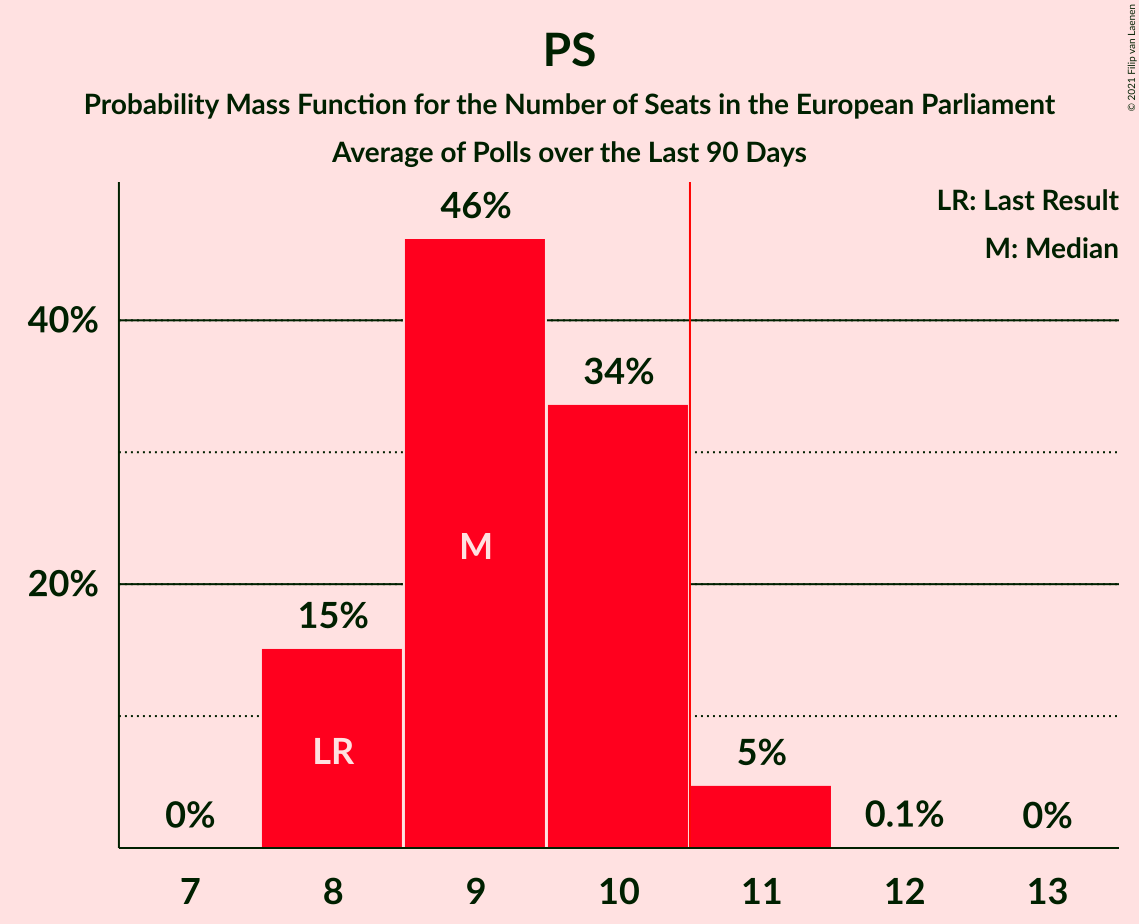 PS
Probability Mass Function for the Number of Seats in the European Parliament
Average of Polls over the Last 90 Days
© 2021 Filip van Laenen
LR: Last Result
M: Median
46%
40%
34%
M
20%
15%
LR
5%
0%
0.1%
0%
7 8 9 10 11 12 13